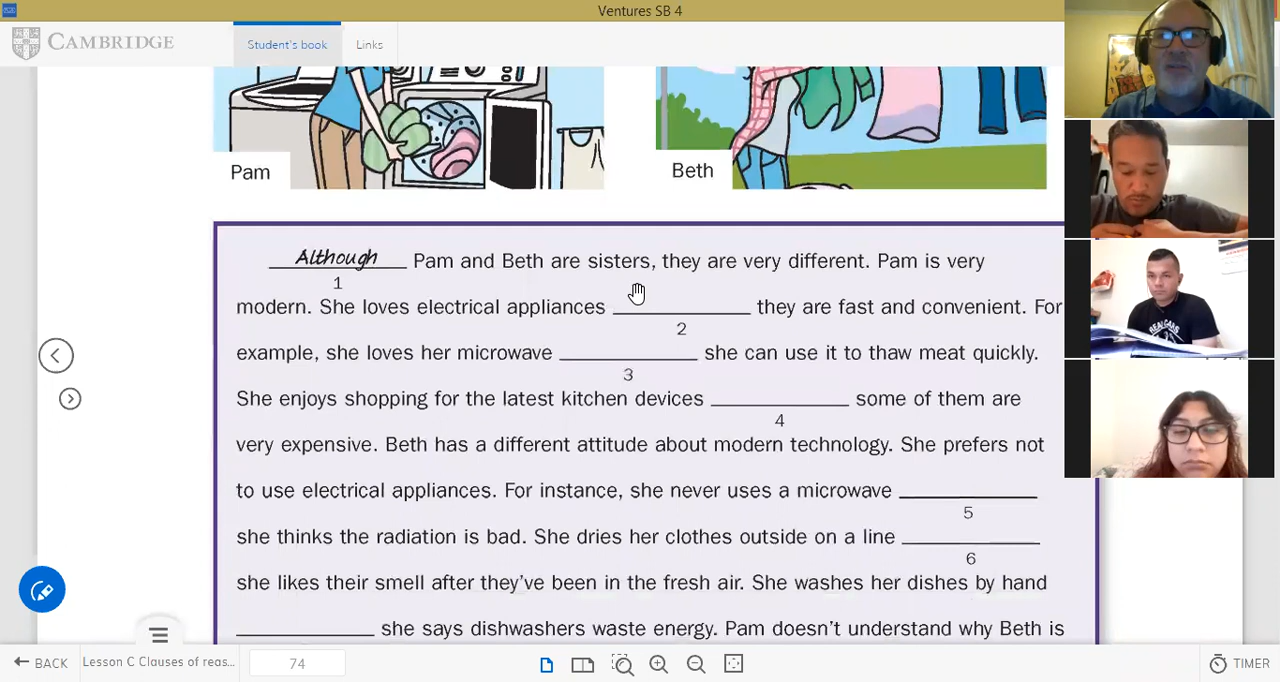 Ventures SB 4
CAMBRIDGE
Student's book
Links
Pam
Beth
Although Pam and Beth are sisters, they are very different. Pam is very
1
modern. She loves electrical appliances ____________ they are fast and convenient. For
2
example, she loves her microwave ____________ she can use it to thaw meat quickly.
3
She enjoys shopping for the latest kitchen devices ____________ some of them are
4
very expensive. Beth has a different attitude about modern technology. She prefers not
to use electrical appliances. For instance, she never uses a microwave ____________
5
she thinks the radiation is bad. She dries her clothes outside on a line ____________
6
she likes their smell after they've been in the fresh air. She washes her dishes by hand
____________ she says dishwashers waste energy. Pam doesn't understand why Beth is
BACK
Lesson C Clauses of reas...
74
TIMER